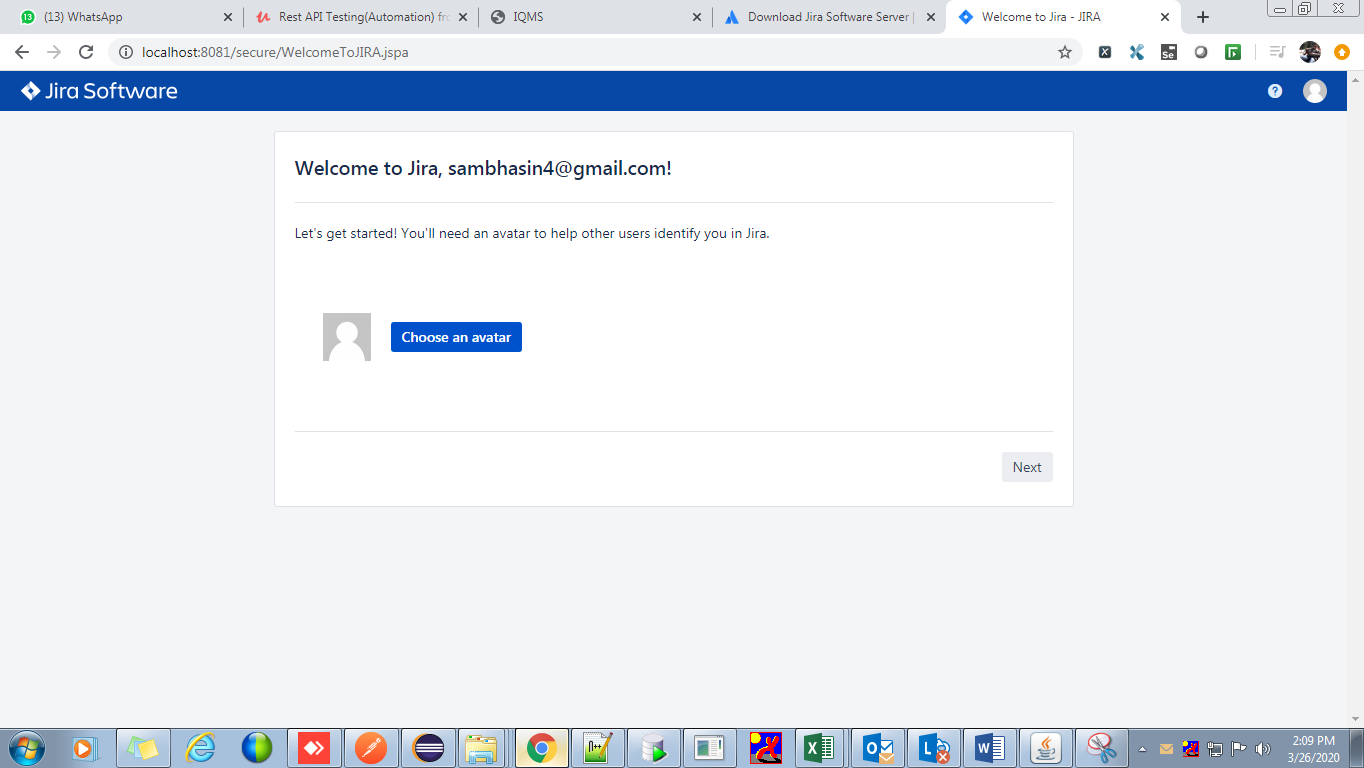 13
(13) WhatsApp
Rest API Testing(Automation) fr
IQMS
Download Jira Software Server |
Welcome to Jira - JIRA
localhost:8081/secure/WelcomeToJIRA.jspa
X
Se
Jira Software
?
Welcome to Jira, sambhasin4@gmail.com!
Let's get started! You'll need an avatar to help other users identify you in Jira.
Choose an avatar
Next
2:09 PM
3/26/2020